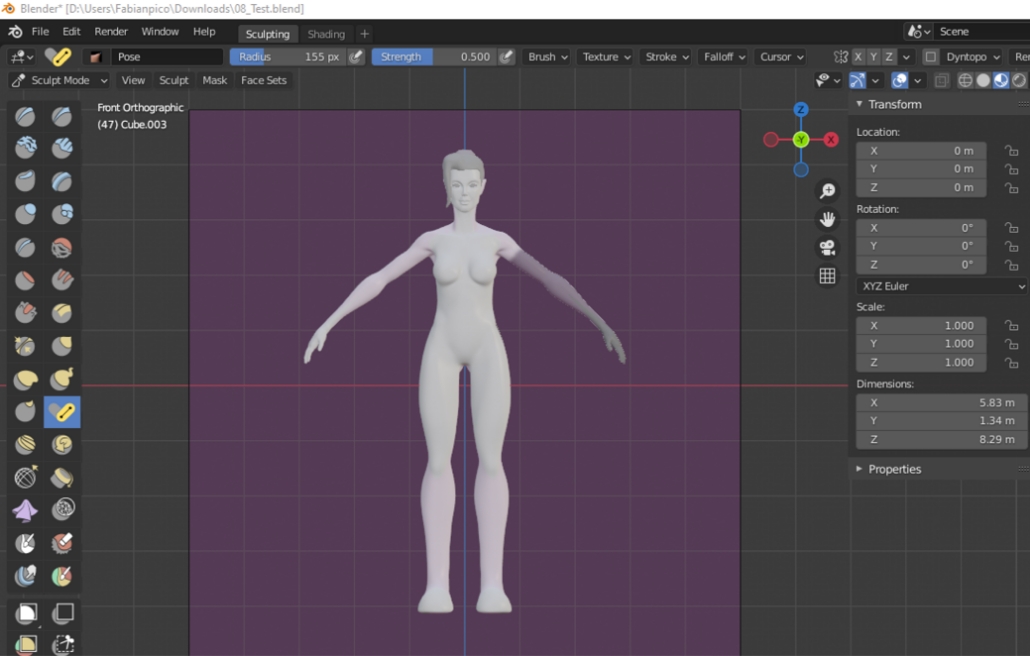 Blender* [D:\Users\Fabianpico\Downloads\08_Test.blend]
File Edit Render Window Help Sculpting Shading + Scene
Pose Radius 155 px Strength 0.500 Brush Texture Stroke Falloff Cursor X Y Z Dyntopo Re
Sculpt Mode View Sculpt Mask Face Sets
Front Orthographic
(47) Cube.003
Z
Y
X
Transform
Location:
X 0 m
Y 0 m
Z 0 m
Rotation:
X 0°
Y 0°
Z 0°
XYZ Euler
Scale:
X 1.000
Y 1.000
Z 1.000
Dimensions:
X 5.83 m
Y 1.34 m
Z 8.29 m
Properties